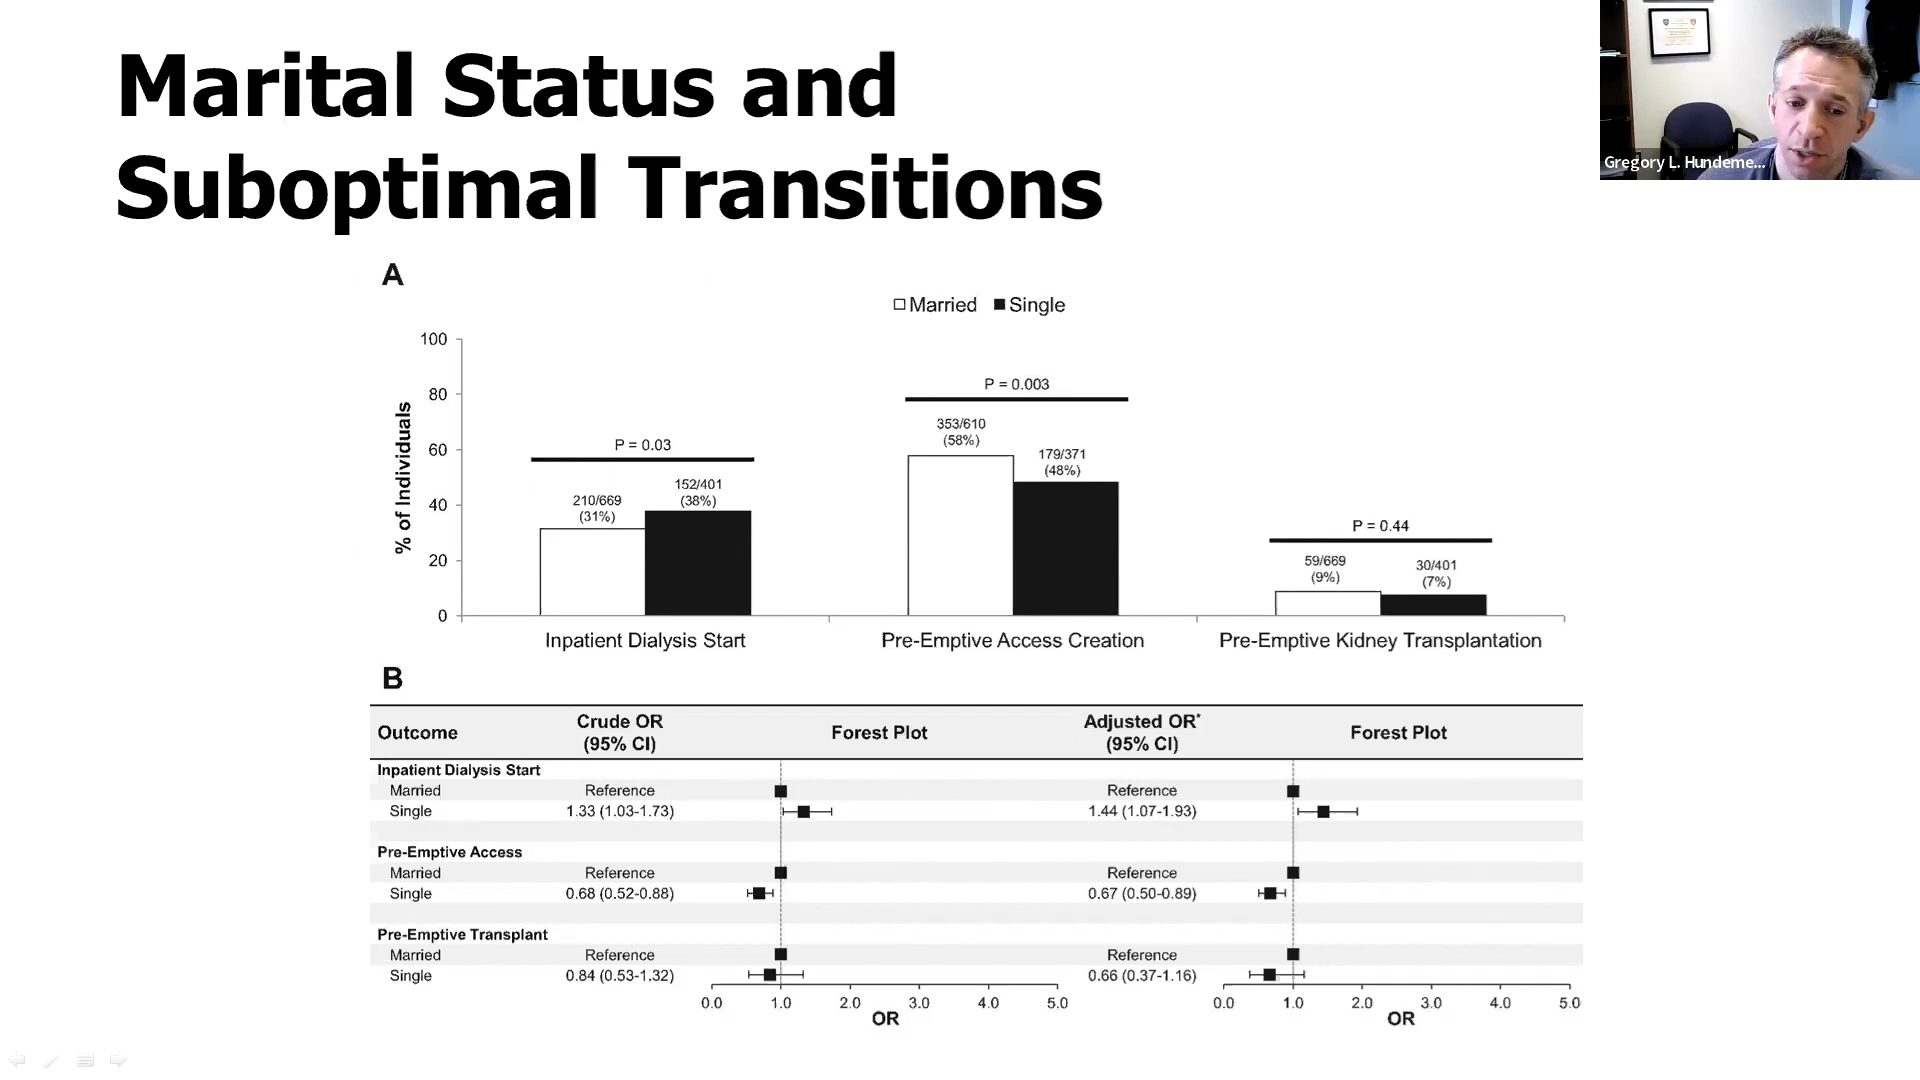 Marital Status and
Suboptimal Transitions
Gregory L. Hundeme...
A
Married Single
100
80
60
40
20
0
% of Individuals
P = 0.03
210/669
(31%)
152/401
(38%)
P = 0.003
353/610
(58%)
179/371
(48%)
P = 0.44
59/669
(9%)
30/401
(7%)
Inpatient Dialysis Start Pre-Emptive Access Creation Pre-Emptive Kidney Transplantation
B
Outcome Crude OR (95% CI) Forest Plot Adjusted OR* (95% CI) Forest Plot
Inpatient Dialysis Start
Married Reference Reference
Single 1.33 (1.03-1.73) 1.44 (1.07-1.93)
Pre-Emptive Access
Married Reference Reference
Single 0.68 (0.52-0.88) 0.67 (0.50-0.89)
Pre-Emptive Transplant
Married Reference Reference
Single 0.84 (0.53-1.32) 0.66 (0.37-1.16)
0.0 1.0 2.0 3.0 4.0 5.0 0.0 1.0 2.0 3.0 4.0 5.0
OR OR